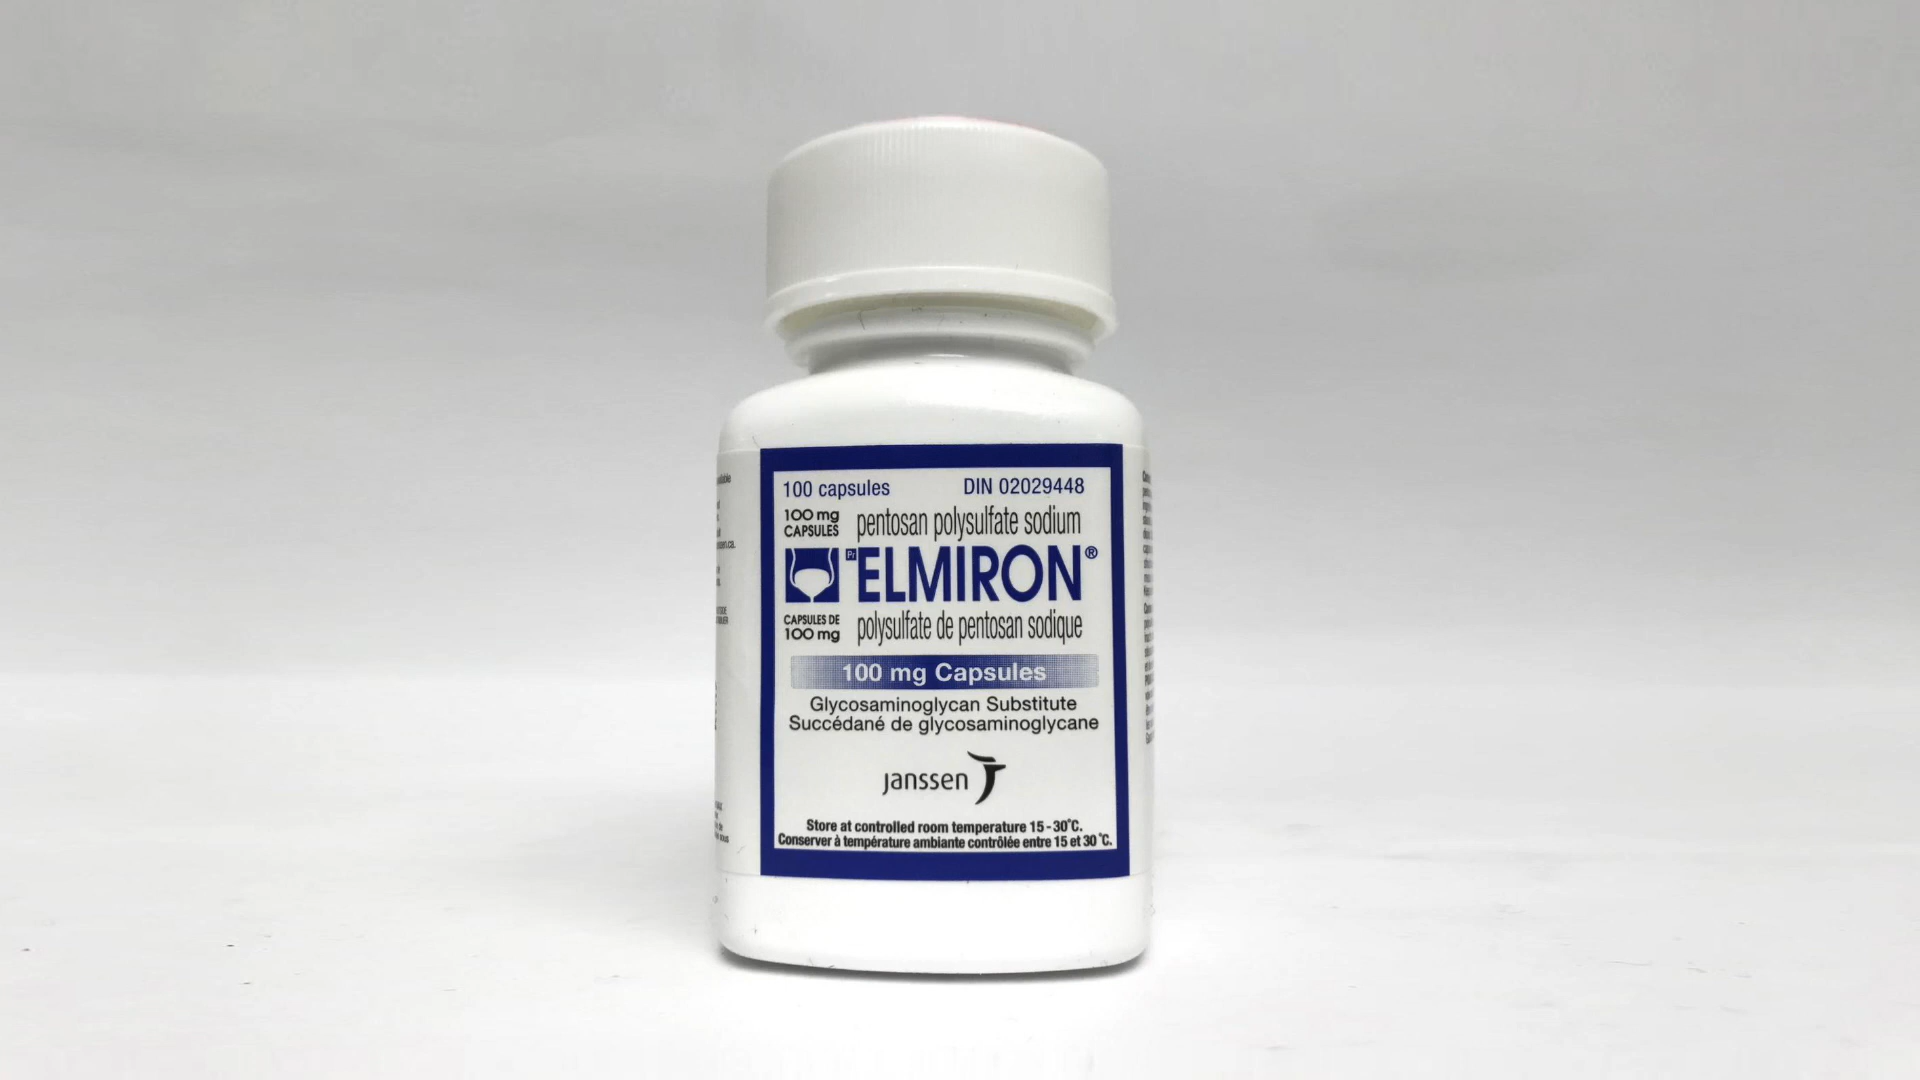 100 capsules DIN 02029448
100 mg
CAPSULES
pentosan polysulfate sodium
Pr ELMIRON®
CAPSULES DE
100 mg
polysulfate de pentosan sodique
100 mg Capsules
Glycosaminoglycan Substitute
Succédané de glycosaminoglycane
janssen
Store at controlled room temperature 15-30°C.
Conserver à température ambiante contrôlée entre 15 et 30 °C.